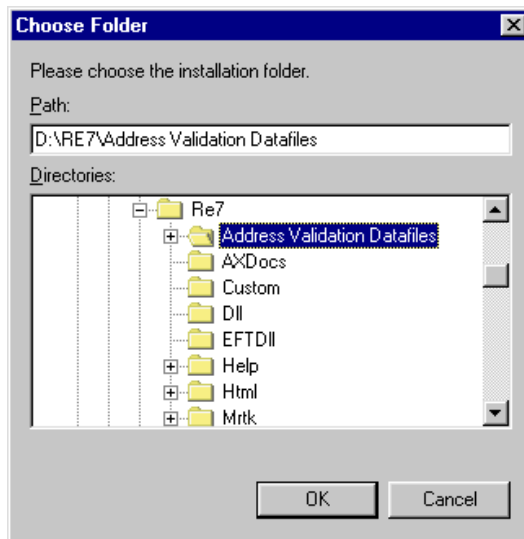 Choose Folder
Please choose the installation folder.
Path:
D:\RE7\Address Validation Datafiles
Directories:
Re7
Address Validation Datafiles
AXDocs
Custom
Dll
EFTDll
Help
Html
Mrtk
OK Cancel